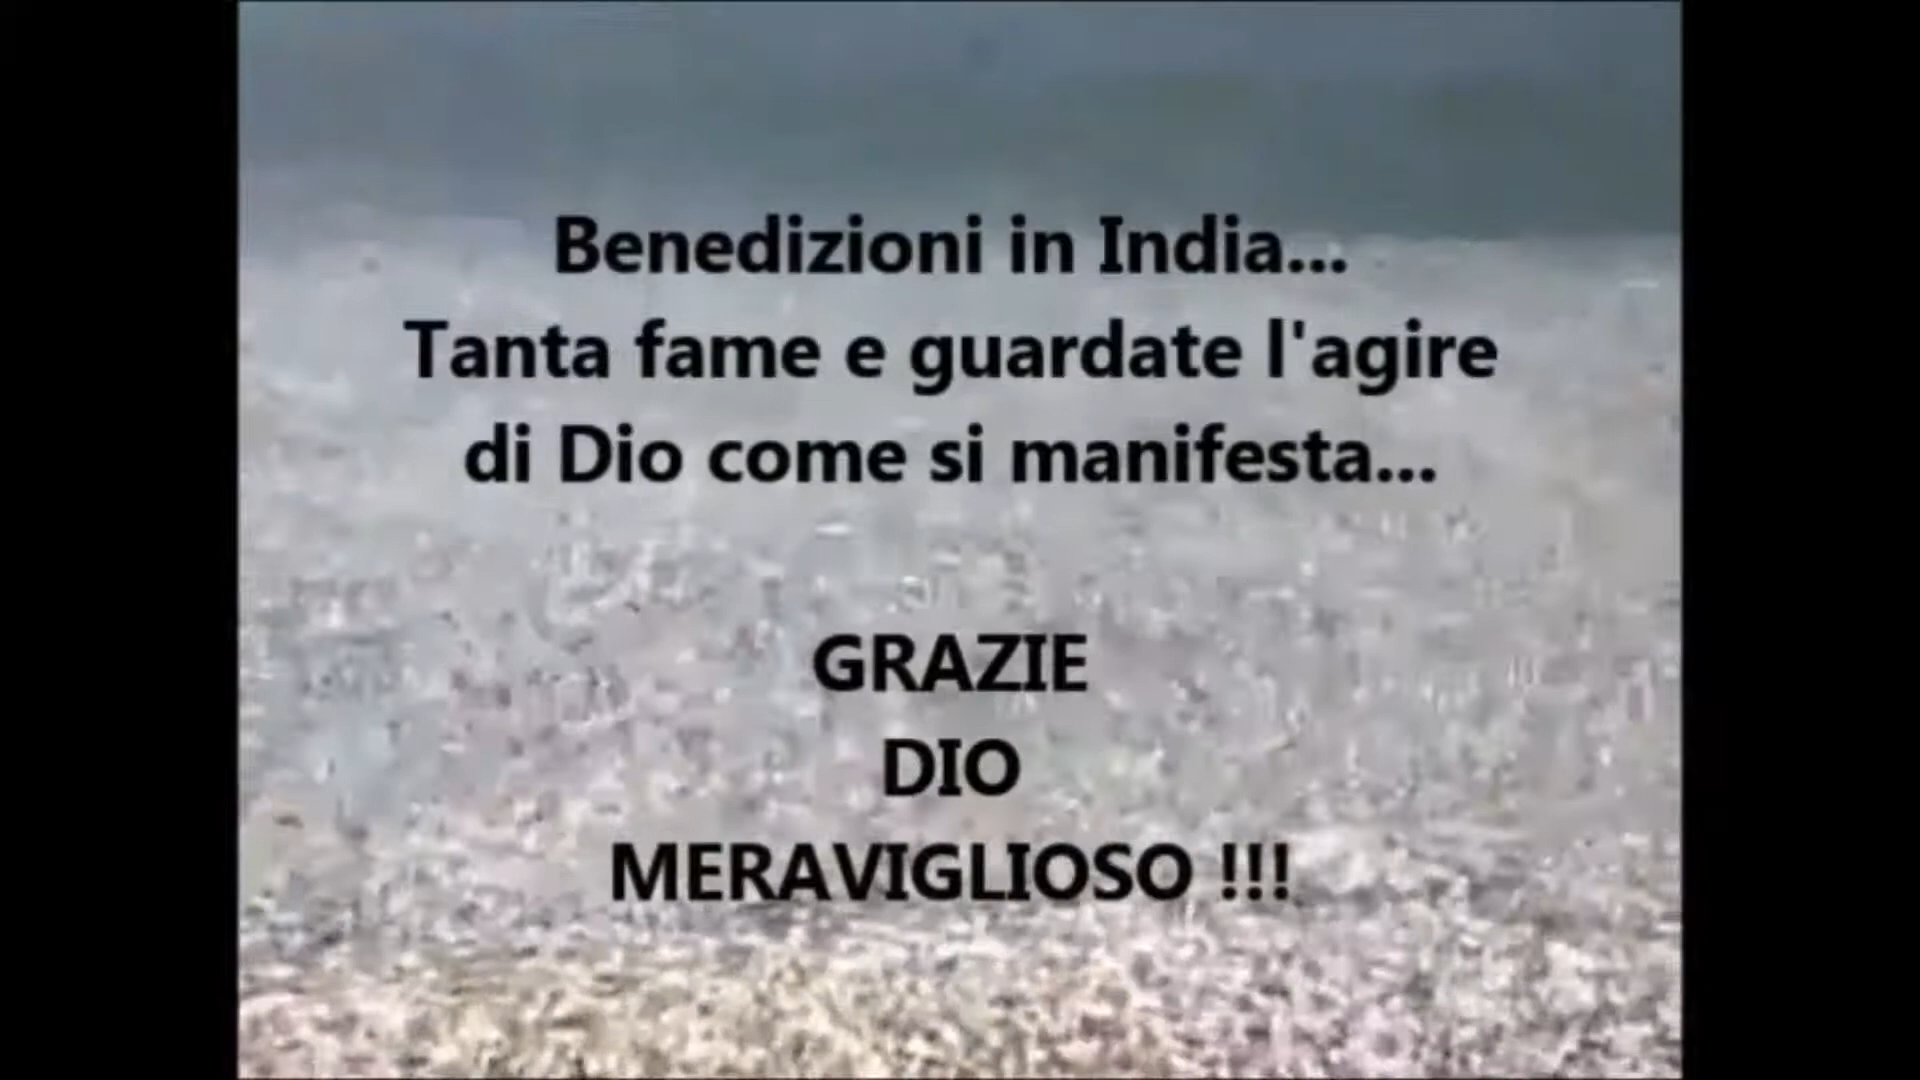 Benedizioni in India...
Tanta fame e guardate l'agire
di Dio come si manifesta...
GRAZIE
DIO
MERAVIGLIOSO !!!